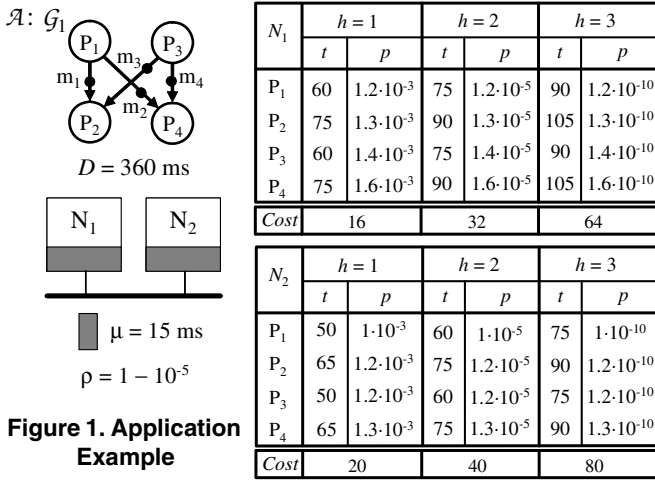 A: G1
P1 P3
m3
m1 m4
m2
P2 P4
D = 360 ms
N1 N2
μ = 15 ms
ρ = 1 – 10^-5
Figure 1. Application
Example
N1 h = 1 h = 2 h = 3
t p t p t p
P1 60 1.2·10^-3 75 1.2·10^-5 90 1.2·10^-10
P2 75 1.3·10^-3 90 1.3·10^-5 105 1.3·10^-10
P3 60 1.4·10^-3 75 1.4·10^-5 90 1.4·10^-10
P4 75 1.6·10^-3 90 1.6·10^-5 105 1.6·10^-10
Cost 16 32 64
N2 h = 1 h = 2 h = 3
t p t p t p
P1 50 1·10^-3 60 1·10^-5 75 1·10^-10
P2 65 1.2·10^-3 75 1.2·10^-5 90 1.2·10^-10
P3 50 1.2·10^-3 60 1.2·10^-5 75 1.2·10^-10
P4 65 1.3·10^-3 75 1.3·10^-5 90 1.3·10^-10
Cost 20 40 80